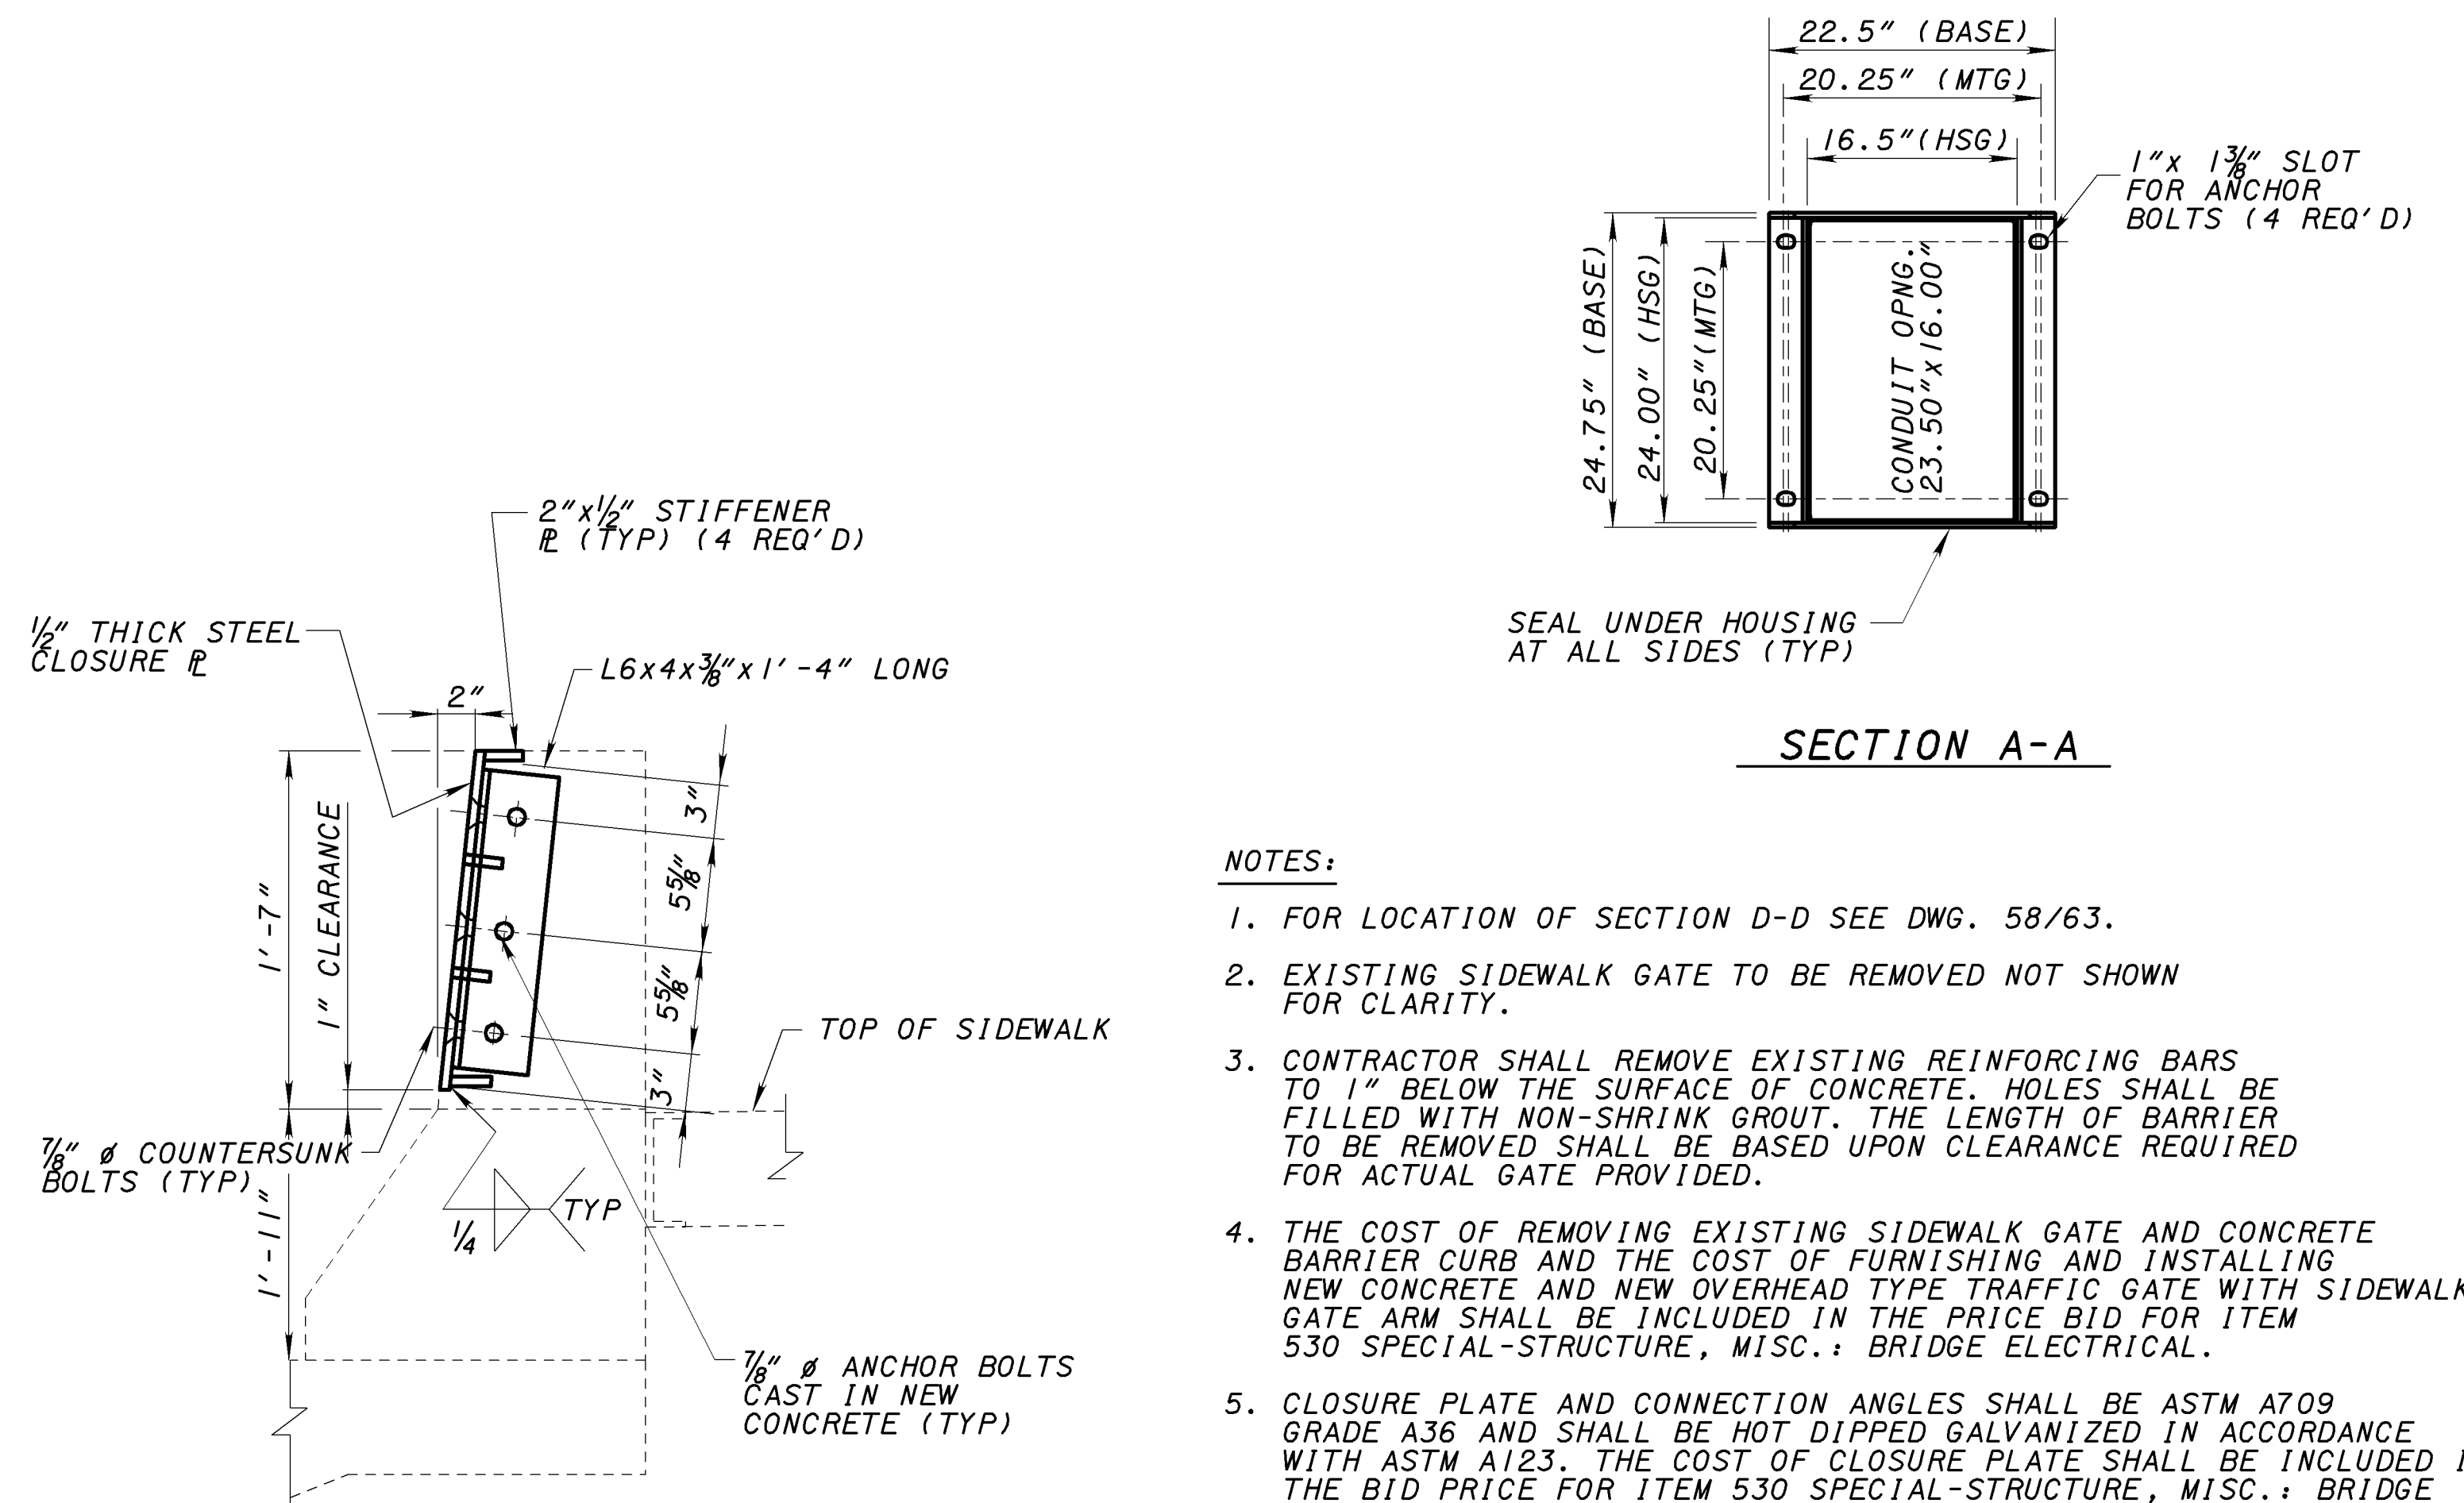 22.5" (BASE)
20.25" (MTG)
16.5"(HSG)
1"x 1⅜" SLOT
FOR ANCHOR
BOLTS (4 REQ'D)
24.75" (BASE)
24.00" (HSG)
20.25"(MTG)
CONDUIT OPNG.
23.50"x16.00"
SEAL UNDER HOUSING
AT ALL SIDES (TYP)
SECTION A-A
2"x½" STIFFENER
℄ (TYP) (4 REQ'D)
½" THICK STEEL
CLOSURE ℄
L6x4x⅜"x1'-4" LONG
2"
1'-7"
1" CLEARANCE
3"
5⅝"
5⅝"
3"
TOP OF SIDEWALK
⅞" ø COUNTERSUNK
BOLTS (TYP)
1'-11"
¼
TYP
⅞" ø ANCHOR BOLTS
CAST IN NEW
CONCRETE (TYP)
NOTES:
1. FOR LOCATION OF SECTION D-D SEE DWG. 58/63.
2. EXISTING SIDEWALK GATE TO BE REMOVED NOT SHOWN
FOR CLARITY.
3. CONTRACTOR SHALL REMOVE EXISTING REINFORCING BARS
TO 1" BELOW THE SURFACE OF CONCRETE. HOLES SHALL BE
FILLED WITH NON-SHRINK GROUT. THE LENGTH OF BARRIER
TO BE REMOVED SHALL BE BASED UPON CLEARANCE REQUIRED
FOR ACTUAL GATE PROVIDED.
4. THE COST OF REMOVING EXISTING SIDEWALK GATE AND CONCRETE
BARRIER CURB AND THE COST OF FURNISHING AND INSTALLING
NEW CONCRETE AND NEW OVERHEAD TYPE TRAFFIC GATE WITH SIDEWALK
GATE ARM SHALL BE INCLUDED IN THE PRICE BID FOR ITEM
530 SPECIAL-STRUCTURE, MISC.: BRIDGE ELECTRICAL.
5. CLOSURE PLATE AND CONNECTION ANGLES SHALL BE ASTM A709
GRADE A36 AND SHALL BE HOT DIPPED GALVANIZED IN ACCORDANCE
WITH ASTM A123. THE COST OF CLOSURE PLATE SHALL BE INCLUDED
THE BID PRICE FOR ITEM 530 SPECIAL-STRUCTURE, MISC.: BRIDGE